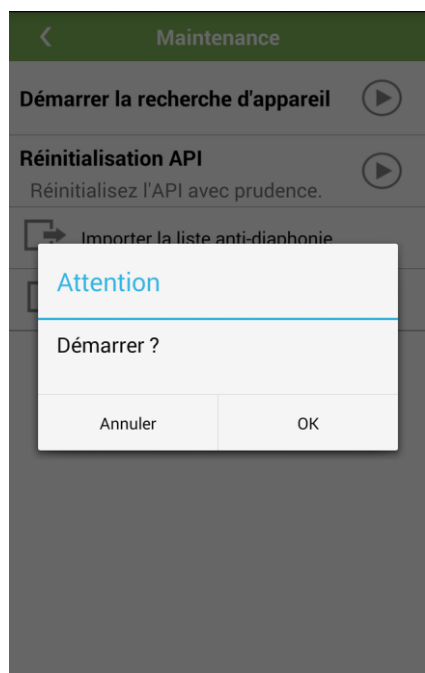 Maintenance
Démarrer la recherche d'appareil
Réinitialisation API
Réinitialisez l'API avec prudence.
Importer la liste anti-diaphonie
Attention
Démarrer ?
Annuler
OK